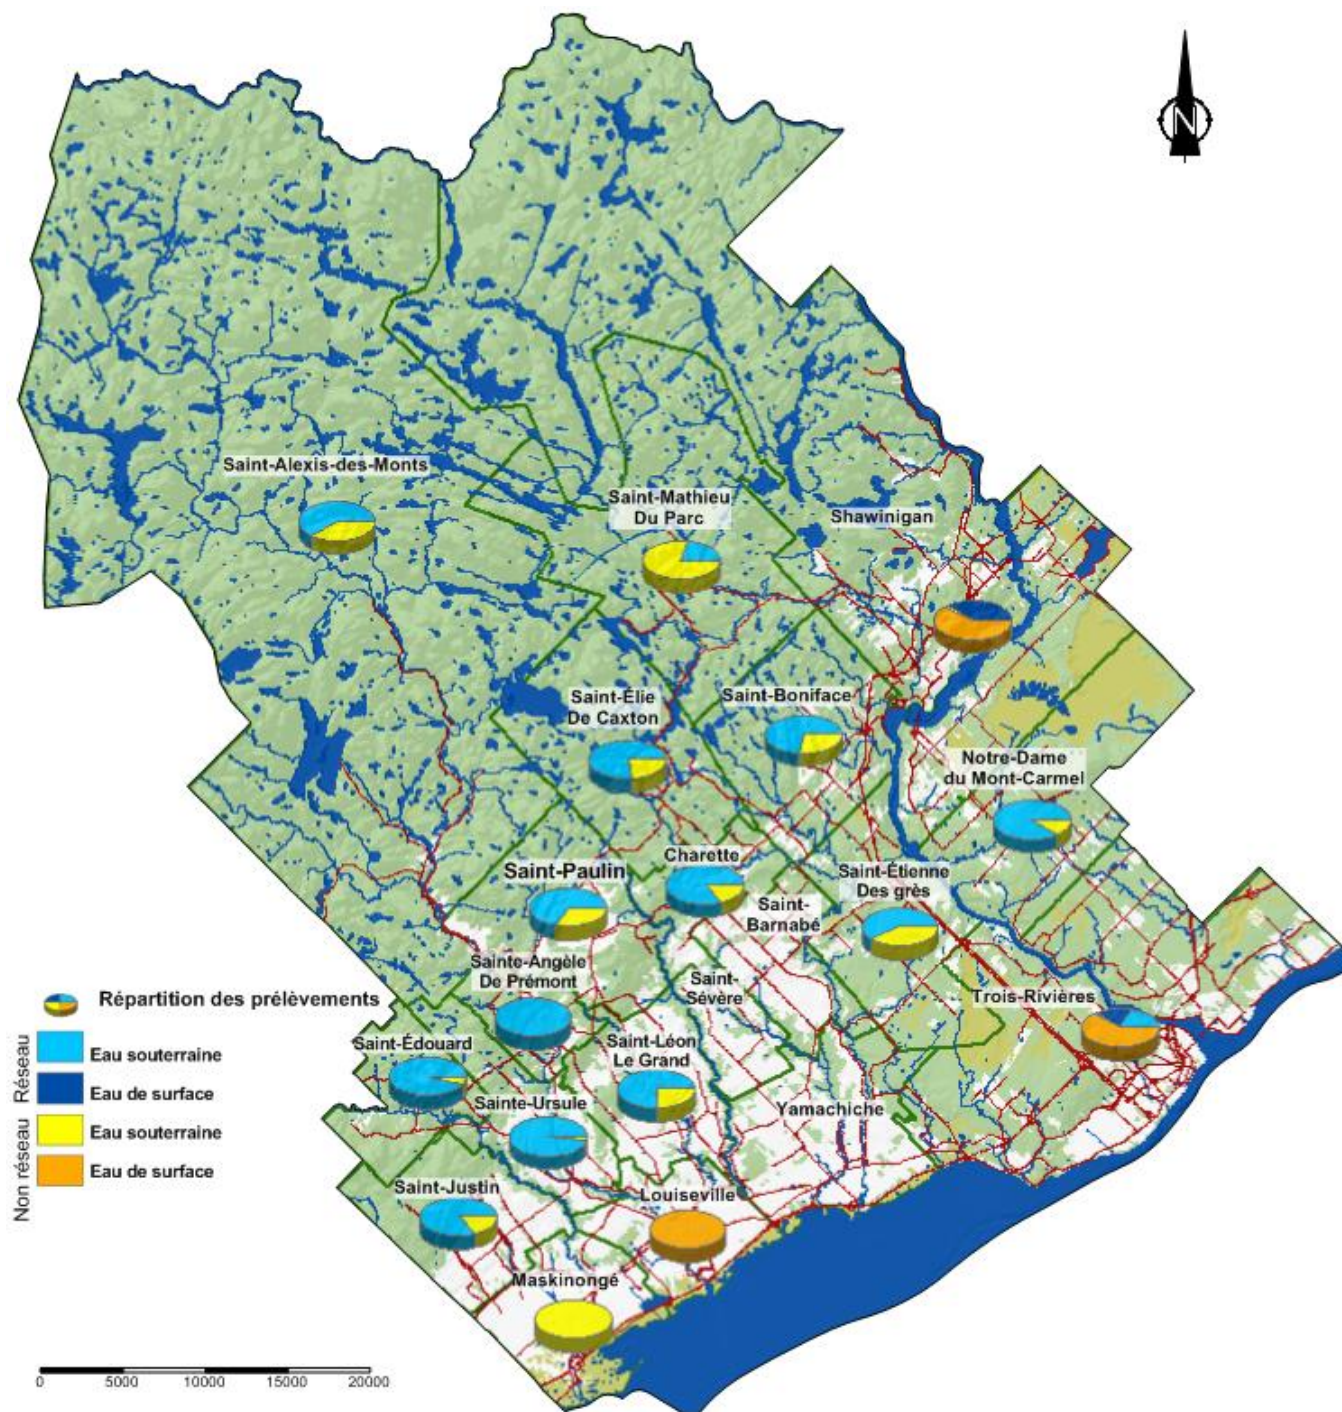 N
Saint-Alexis-des-Monts
Saint-Mathieu
Du Parc
Shawinigan
Saint-Élie
De Caxton
Saint-Boniface
Notre-Dame
du Mont-Carmel
Saint-Paulin
Charette
Saint-Étienne
Des grès
Saint-
Barnabé
Sainte-Angèle
De Prémont
Saint-
Sévère
Trois-Rivières
Saint-Édouard
Saint-Léon
Le Grand
Sainte-Ursule
Yamachiche
Saint-Justin
Louiseville
Maskinongé
Répartition des prélèvements
Réseau
Eau souterraine
Eau de surface
Non réseau
Eau souterraine
Eau de surface
0 5000 10000 15000 20000